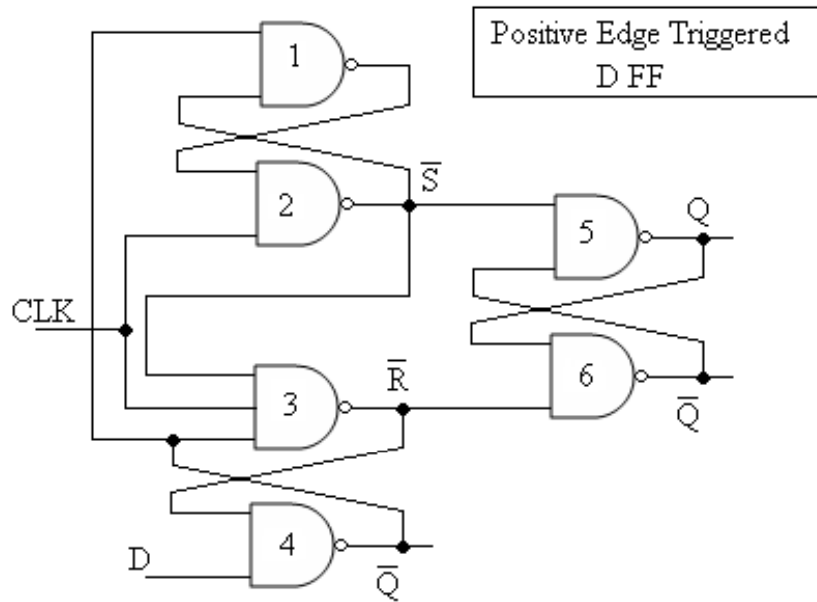 Positive Edge Triggered
D FF
1
2
S̅
5
Q
CLK
3
R̅
6
Q̅
4
D
Q̅